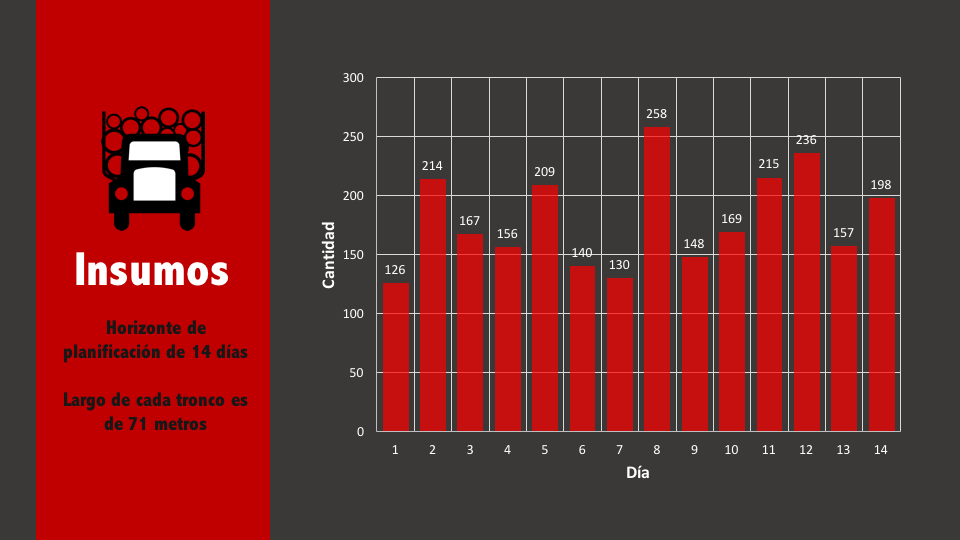 Insumos
Horizonte de
planificación de 14 días
Largo de cada tronco es
de 71 metros
300
250
200
150
100
50
0
Cantidad
126
214
167
156
209
140
130
258
148
169
215
236
157
198
1 2 3 4 5 6 7 8 9 10 11 12 13 14
Día